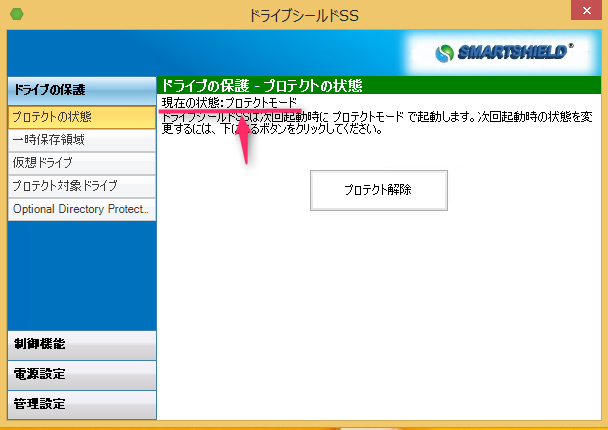 ドライブシールドSS
SMARTSHIELD®
ドライブの保護
プロテクトの状態
一時保存領域
仮想ドライブ
プロテクト対象ドライブ
Optional Directory Protect..
制御機能
電源設定
管理設定
ドライブの保護 - プロテクトの状態
現在の状態:プロテクトモード
ドライブシールドSSは次回起動時に プロテクトモード で起動します。次回起動時の状態を変
更するには、下にあるボタンをクリックしてください。
プロテクト解除